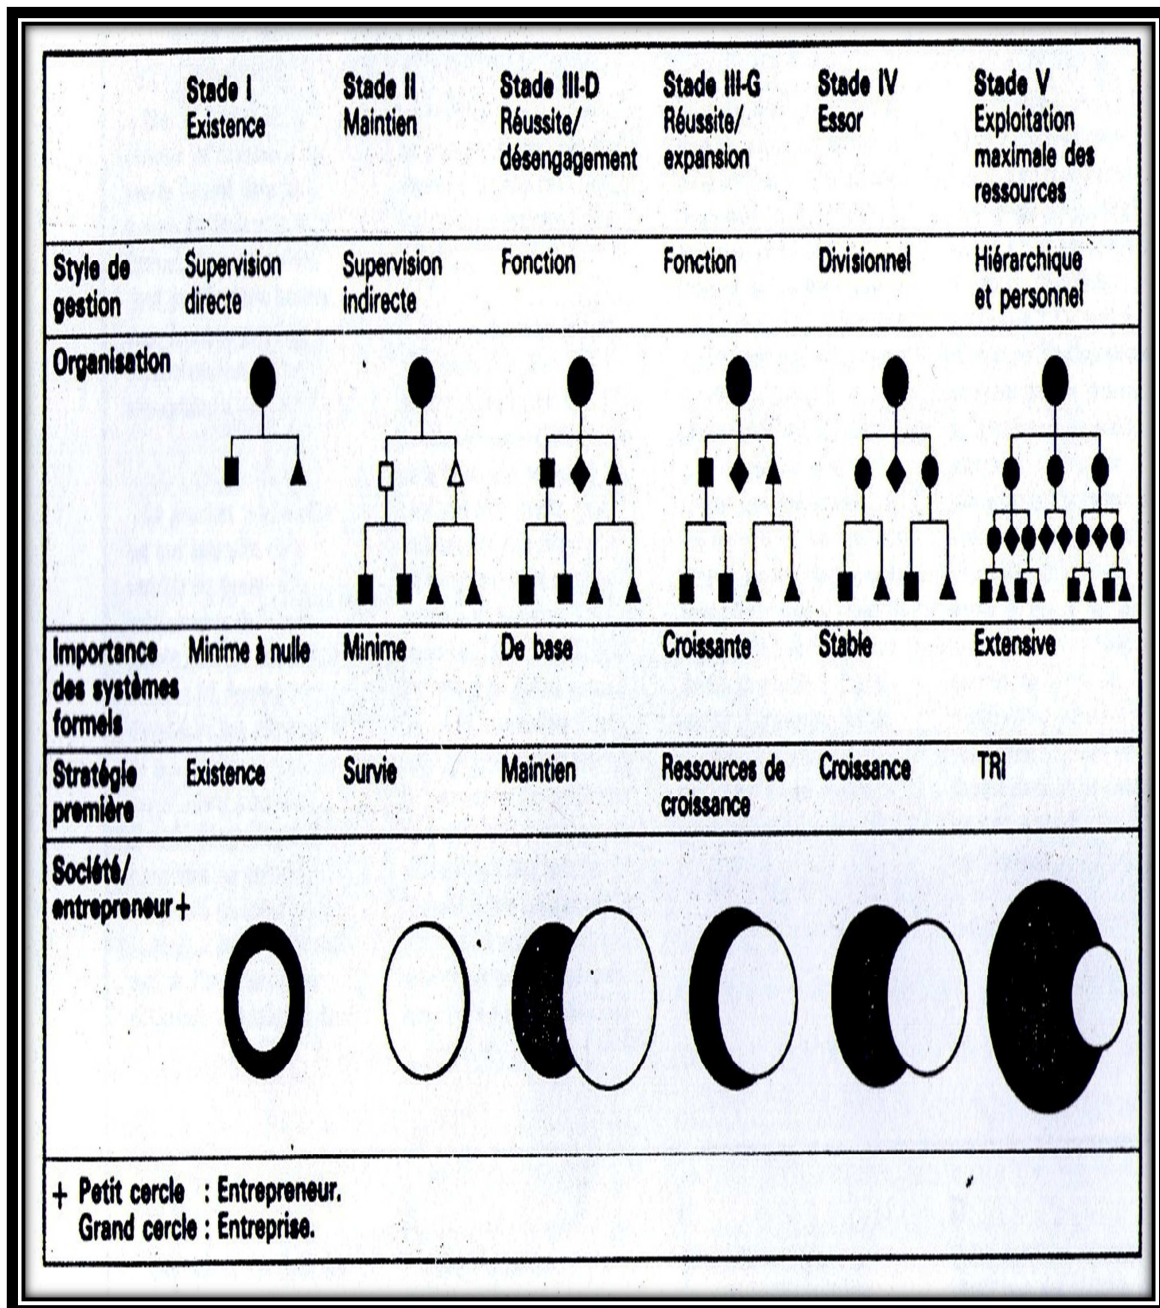 Stade I
Existence
Stade II
Maintien
Stade III-D
Réussite/
désengagement
Stade III-G
Réussite/
expansion
Stade IV
Essor
Stade V
Exploitation
maximale des
ressources
Style de
gestion
Supervision
directe
Supervision
indirecte
Fonction
Fonction
Divisionnel
Hiérarchique
et personnel
Organisation
Importance
des systèmes
formels
Minime à nulle
Minime
De base
Croissante
Stable
Extensive
Stratégie
première
Existence
Survie
Maintien
Ressources de
croissance
Croissance
TRI
Société/
entrepreneur +
+ Petit cercle : Entrepreneur.
Grand cercle : Entreprise.